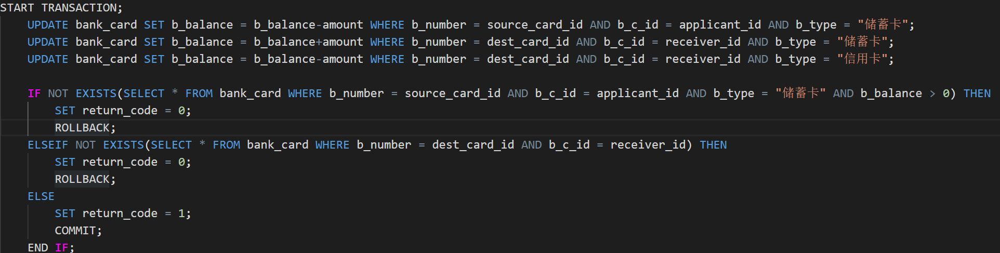 START TRANSACTION;
UPDATE bank_card SET b_balance = b_balance-amount WHERE b_number = source_card_id AND b_c_id = applicant_id AND b_type = "储蓄卡";
UPDATE bank_card SET b_balance = b_balance+amount WHERE b_number = dest_card_id AND b_c_id = receiver_id AND b_type = "储蓄卡";
UPDATE bank_card SET b_balance = b_balance-amount WHERE b_number = dest_card_id AND b_c_id = receiver_id AND b_type = "信用卡";
IF NOT EXISTS(SELECT * FROM bank_card WHERE b_number = source_card_id AND b_c_id = applicant_id AND b_type = "储蓄卡" AND b_balance > 0) THEN
SET return_code = 0;
ROLLBACK;
ELSEIF NOT EXISTS(SELECT * FROM bank_card WHERE b_number = dest_card_id AND b_c_id = receiver_id) THEN
SET return_code = 0;
ROLLBACK;
ELSE
SET return_code = 1;
COMMIT;
END IF;